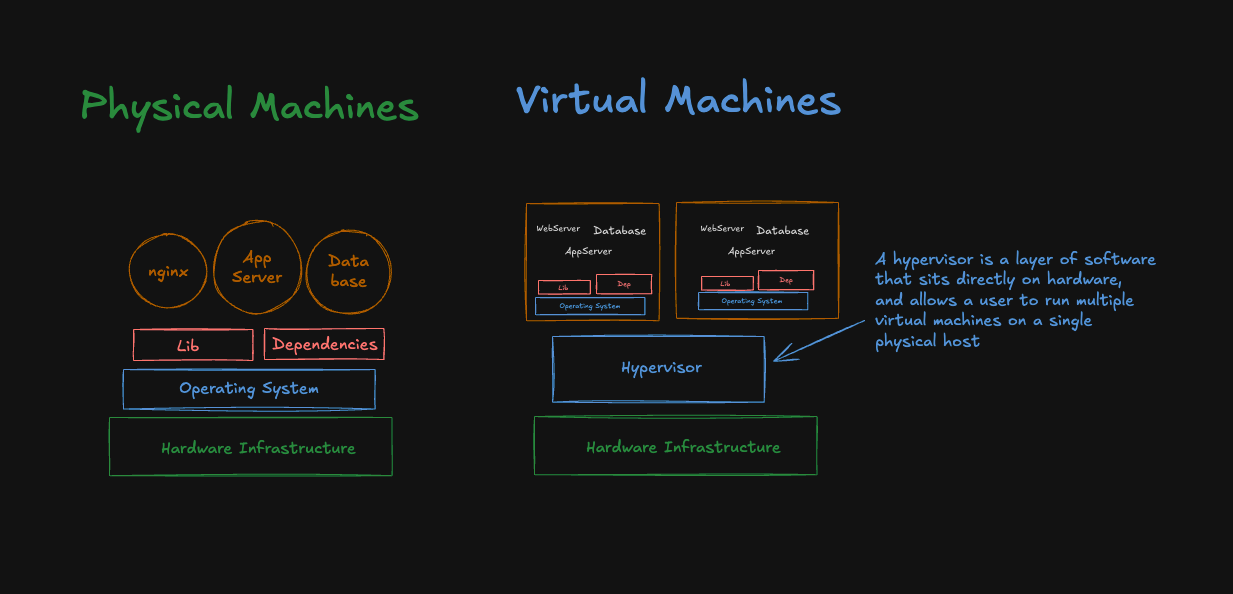 Physical Machines
Virtual Machines
nginx
App
Server
Data
base
Lib
Dependencies
Operating System
Hardware Infrastructure
WebServer
Database
AppServer
Lib
Dep
Operating System
WebServer
Database
AppServer
Lib
Dep
Operating System
Hypervisor
Hardware Infrastructure
A hypervisor is a layer of software
that sits directly on hardware,
and allows a user to run multiple
virtual machines on a single
physical host